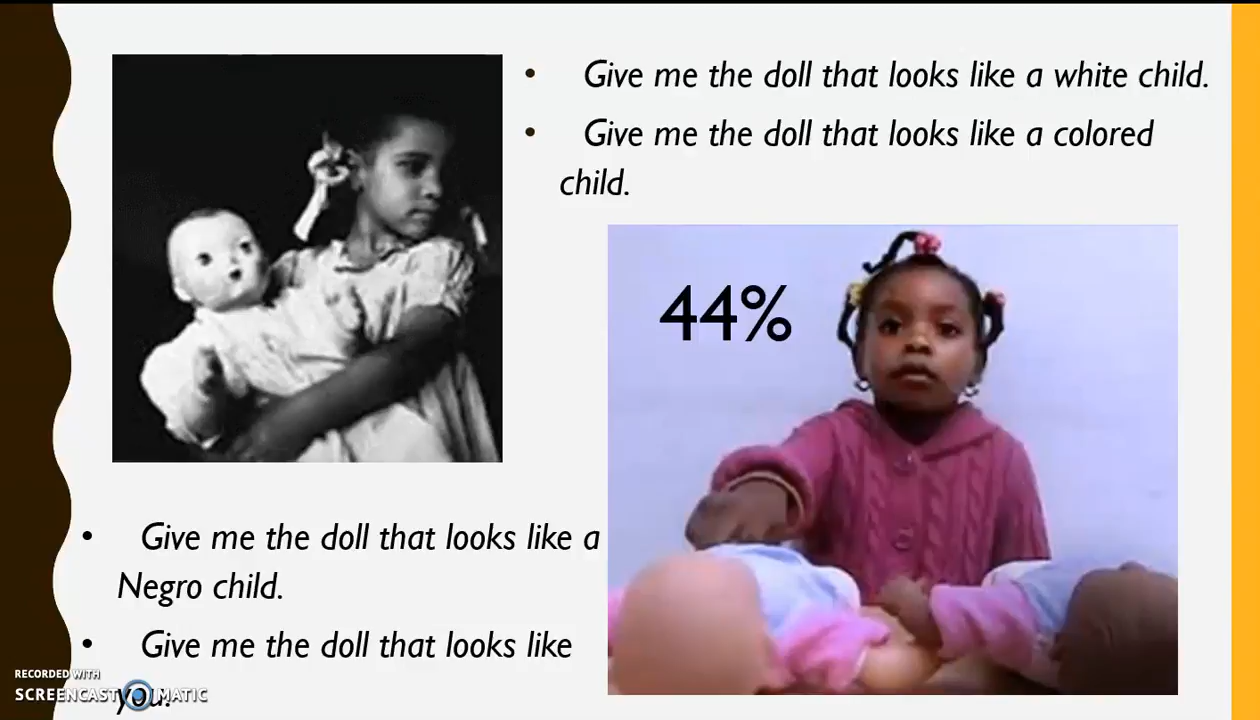 • Give me the doll that looks like a white child.
• Give me the doll that looks like a colored
child.
44%
• Give me the doll that looks like a
Negro child.
• Give me the doll that looks like
you.
RECORDED WITH
SCREENCAST-O-MATIC